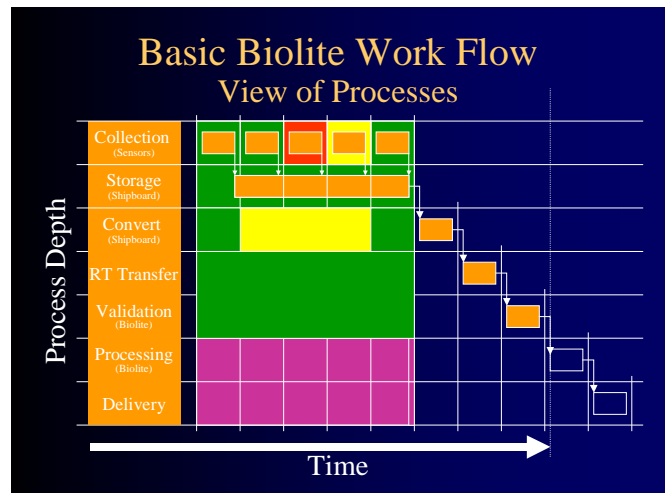 Basic Biolite Work Flow
View of Processes
Collection
(Sensors)
Storage
(Shipboard)
Convert
(Shipboard)
RT Transfer
Validation
(Biolite)
Processing
(Biolite)
Delivery
Process Depth
Time